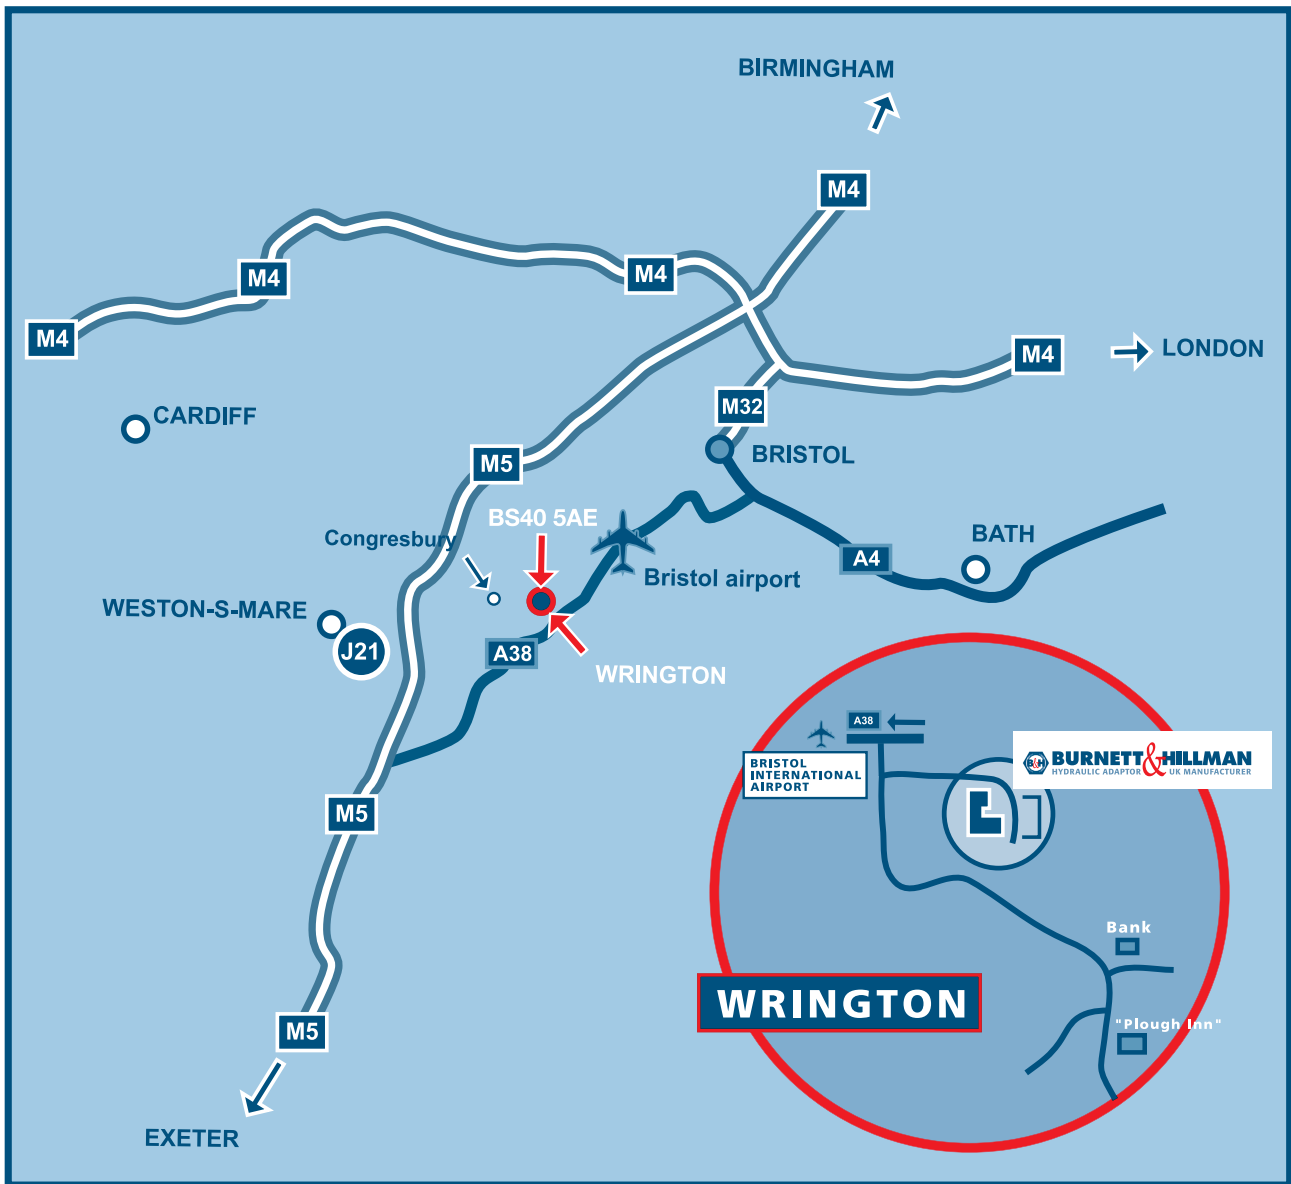 BIRMINGHAM
M4
M4
M4
M4
M4
LONDON
M32
CARDIFF
BRISTOL
M5
BS40 5AE
Congresbury
BATH
A4
Bristol airport
WESTON-S-MARE
J21
A38
WRINGTON
A38
BRISTOL
INTERNATIONAL
AIRPORT
B&H
BURNETT&HILLMAN
HYDRAULIC ADAPTOR UK MANUFACTURER
M5
Bank
WRINGTON
"Plough Inn"
M5
EXETER